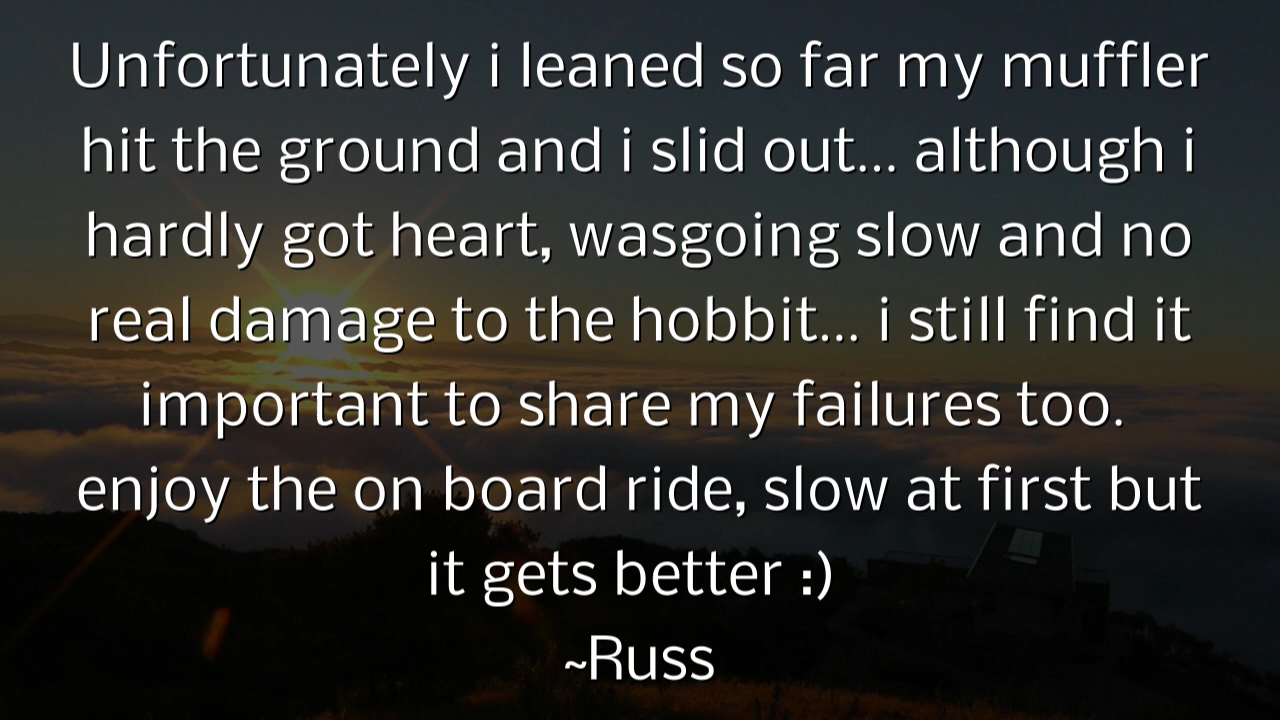 Unfortunately i leaned so far my muffler
hit the ground and i slid out... although i
hardly got heart, wasgoing slow and no
real damage to the hobbit... i still find it
important to share my failures too.
enjoy the on board ride, slow at first but
it gets better :)
~Russ